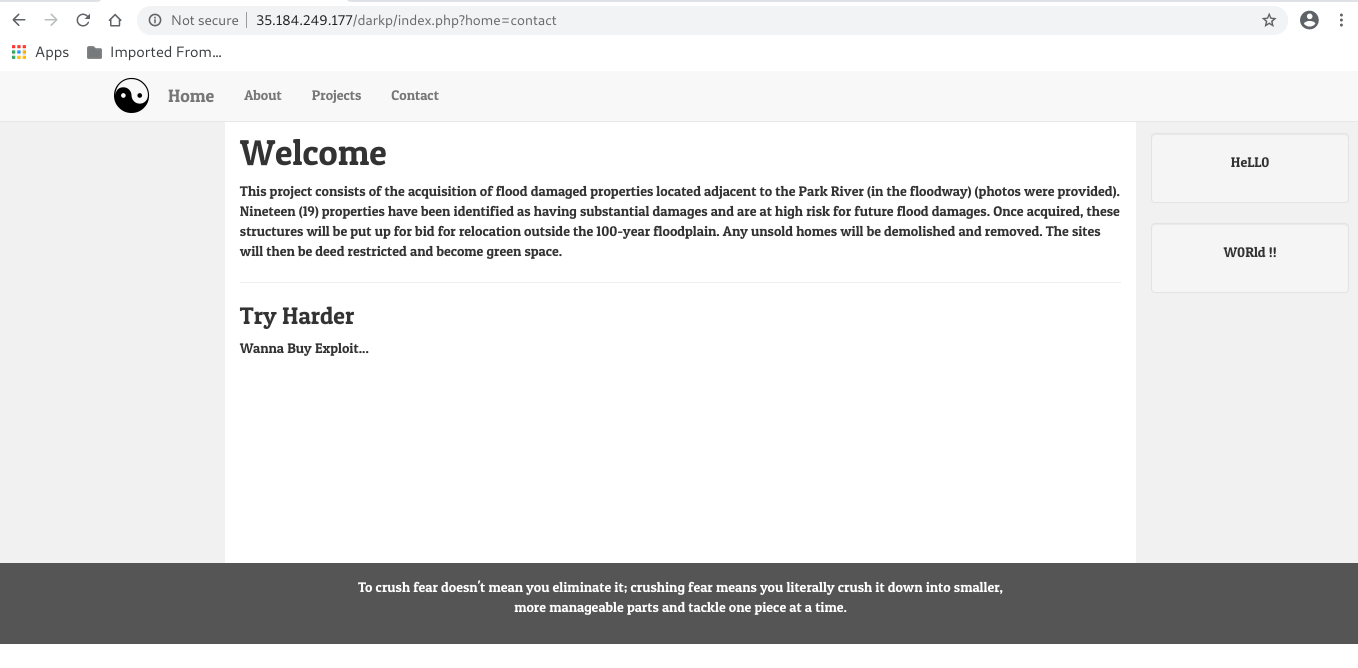 Not secure 35.184.249.177/darkp/index.php?home=contact
Apps Imported From...
Home About Projects Contact
Welcome
This project consists of the acquisition of flood damaged properties located adjacent to the Park River (in the floodway) (photos were provided).
Nineteen (19) properties have been identified as having substantial damages and are at high risk for future flood damages. Once acquired, these
structures will be put up for bid for relocation outside the 100-year floodplain. Any unsold homes will be demolished and removed. The sites
will then be deed restricted and become green space.
Try Harder
Wanna Buy Exploit...
HeLL0
W0Rld !!
To crush fear doesn't mean you eliminate it; crushing fear means you literally crush it down into smaller,
more manageable parts and tackle one piece at a time.